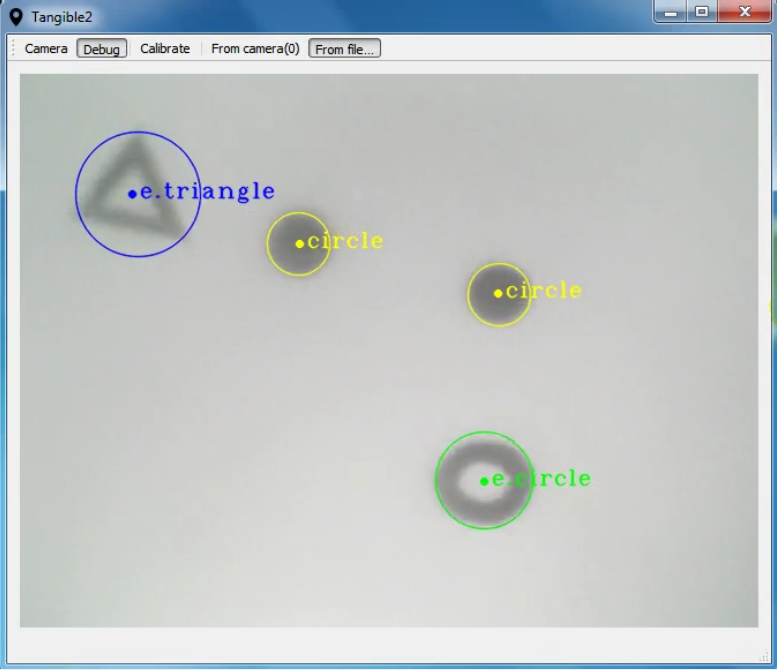 Tangible2
Camera Debug Calibrate From camera(0) From file...
e.triangle
circle
circle
e.circle